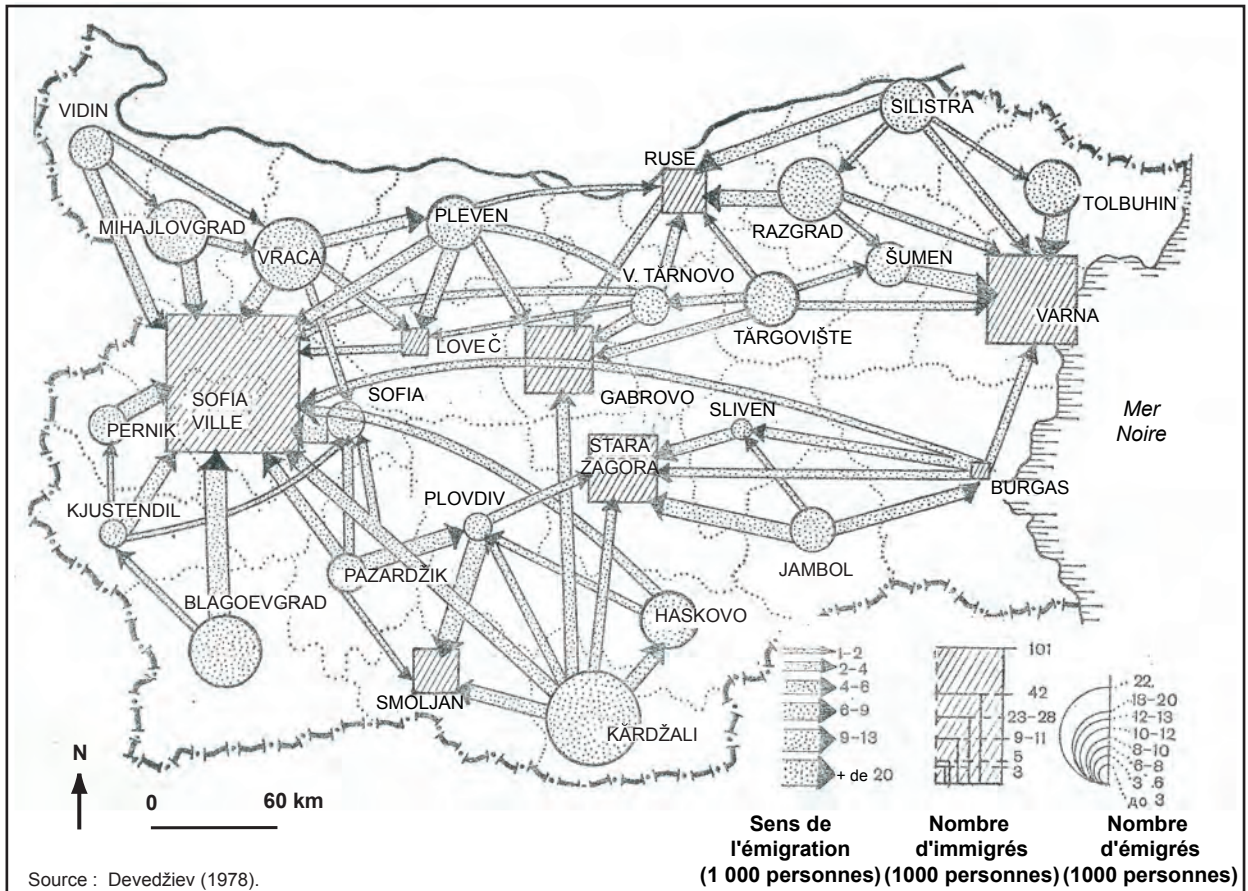 VIDIN
SILISTRA
RUSE
TOLBUHIN
MIHAJLOVGRAD
PLEVEN
RAZGRAD
VRACA
ŠUMEN
V. TĂRNOVO
VARNA
TĂRGOVIŠTE
LOVEČ
SOFIA
SOFIA
VILLE
GABROVO
SLIVEN
Mer
Noire
PERNIK
STARA
ZAGORA
PLOVDIV
BURGAS
KJUSTENDIL
PAZARDŽIK
JAMBOL
BLAGOEVGRAD
HASKOVO
SMOLJAN
KĂRDŽALI
N
0 60 km
1-2
2-4
4-6
6-9
9-13
+ de 20
Sens de
l'émigration
(1 000 personnes)
101
42
23-28
9-11
5
3
Nombre
d'immigrés
(1000 personnes)
22
18-20
12-13
10-12
8-10
6-8
3 .6
до 3
Nombre
d'émigrés
(1000 personnes)
Source : Devedžiev (1978).